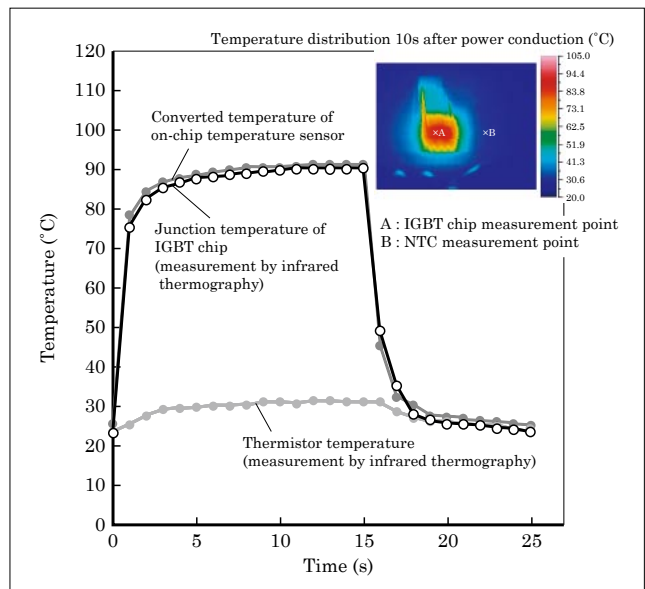 Temperature distribution 10s after power conduction (˚C)
105.0
94.4
83.8
73.1
62.5
51.9
41.3
30.6
20.0
×A
×B
A : IGBT chip measurement point
B : NTC measurement point
120
110
100
90
80
70
60
50
40
30
20
10
0
Temperature (˚C)
Converted temperature of
on-chip temperature sensor
Junction temperature of
IGBT chip
(measurement by infrared
thermography)
Thermistor temperature
(measurement by infrared thermography)
0
5
10
15
20
25
Time (s)